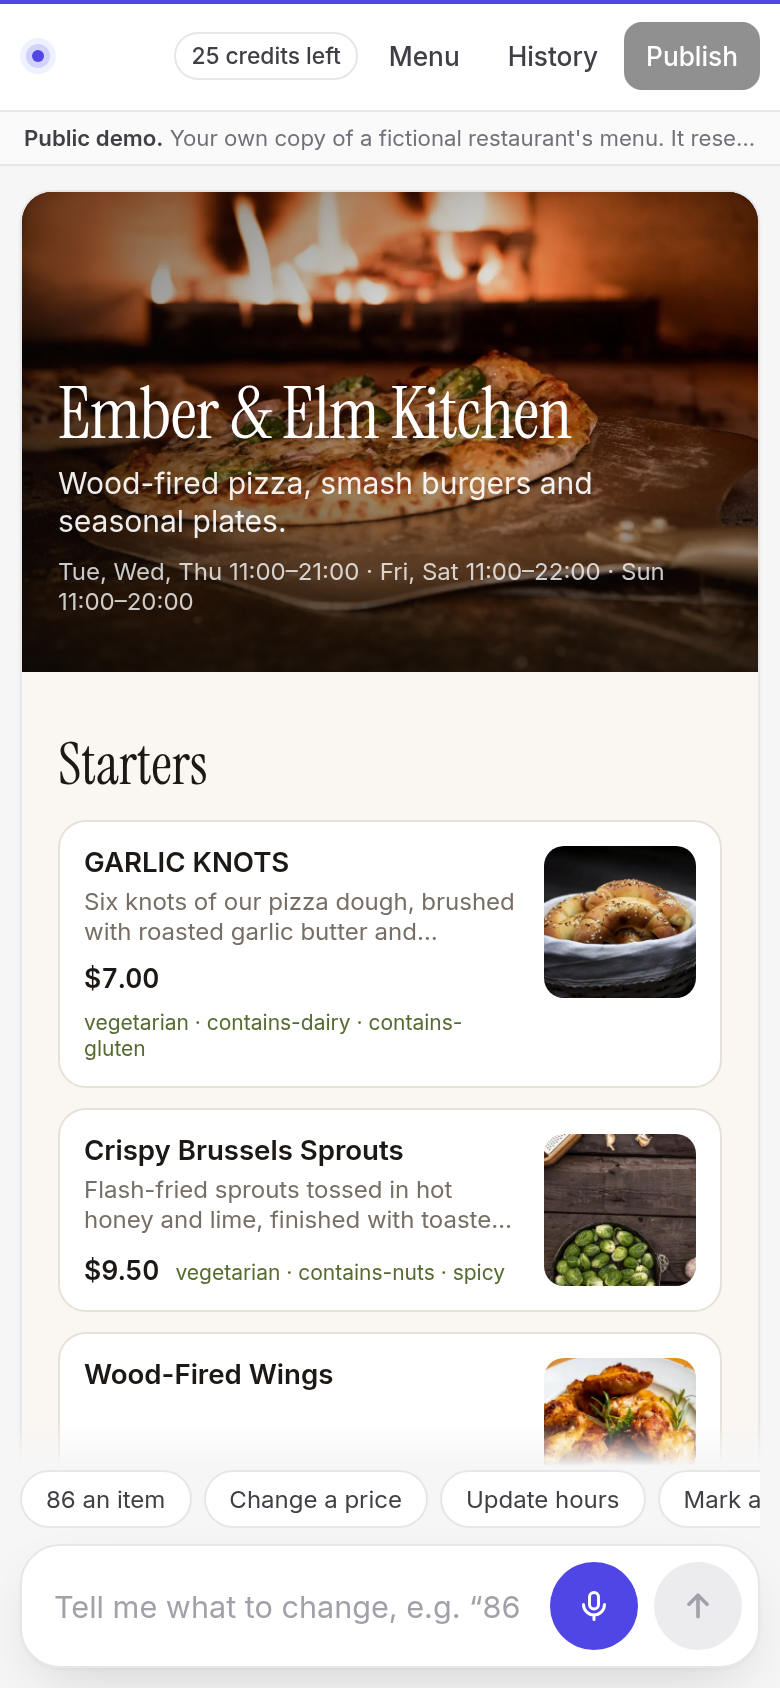 25 credits left
Menu
History
Publish
Public demo. Your own copy of a fictional restaurant's menu. It rese...
Ember & Elm Kitchen
Wood-fired pizza, smash burgers and
seasonal plates.
Tue, Wed, Thu 11:00–21:00 · Fri, Sat 11:00–22:00 · Sun
11:00–20:00
Starters
GARLIC KNOTS
Six knots of our pizza dough, brushed
with roasted garlic butter and...
$7.00
vegetarian · contains-dairy · contains-
gluten
Crispy Brussels Sprouts
Flash-fried sprouts tossed in hot
honey and lime, finished with toaste...
$9.50 vegetarian · contains-nuts · spicy
Wood-Fired Wings
86 an item
Change a price
Update hours
Mark a
Tell me what to change, e.g. “86